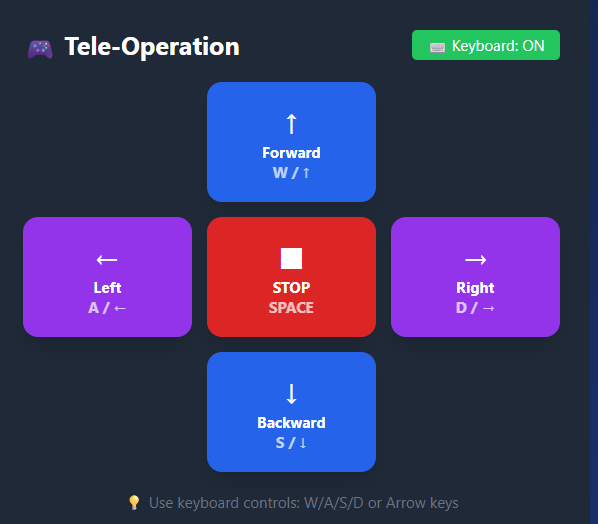 🎮 Tele-Operation
⌨ Keyboard: ON
↑
Forward
W / ↑
←
Left
A / ←
STOP
SPACE
→
Right
D / →
↓
Backward
S / ↓
💡 Use keyboard controls: W/A/S/D or Arrow keys